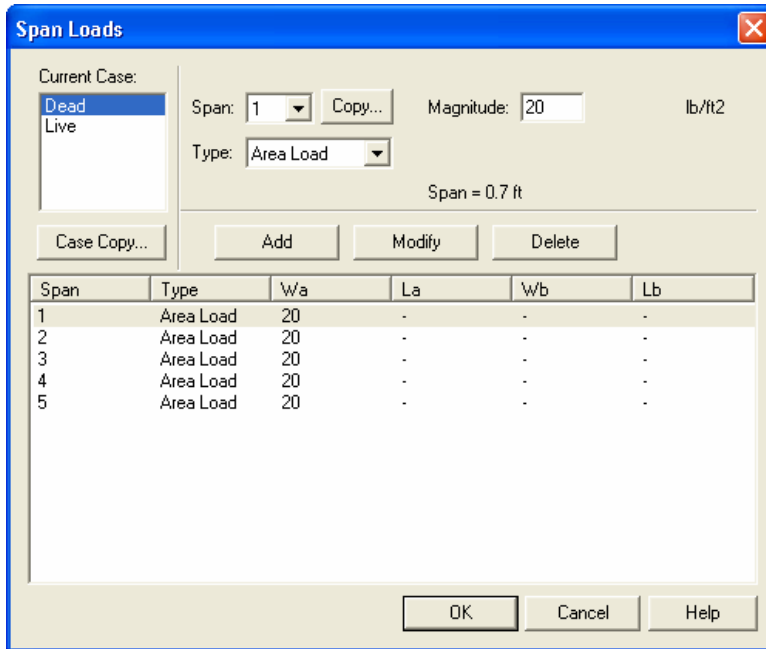 Span Loads
Current Case:
Dead
Live
Span: 1 Copy... Magnitude: 20 lb/ft2
Type: Area Load
Span = 0.7 ft
Case Copy... Add Modify Delete
Span Type Wa La Wb Lb
1 Area Load 20 - - -
2 Area Load 20 - - -
3 Area Load 20 - - -
4 Area Load 20 - - -
5 Area Load 20 - - -
OK Cancel Help